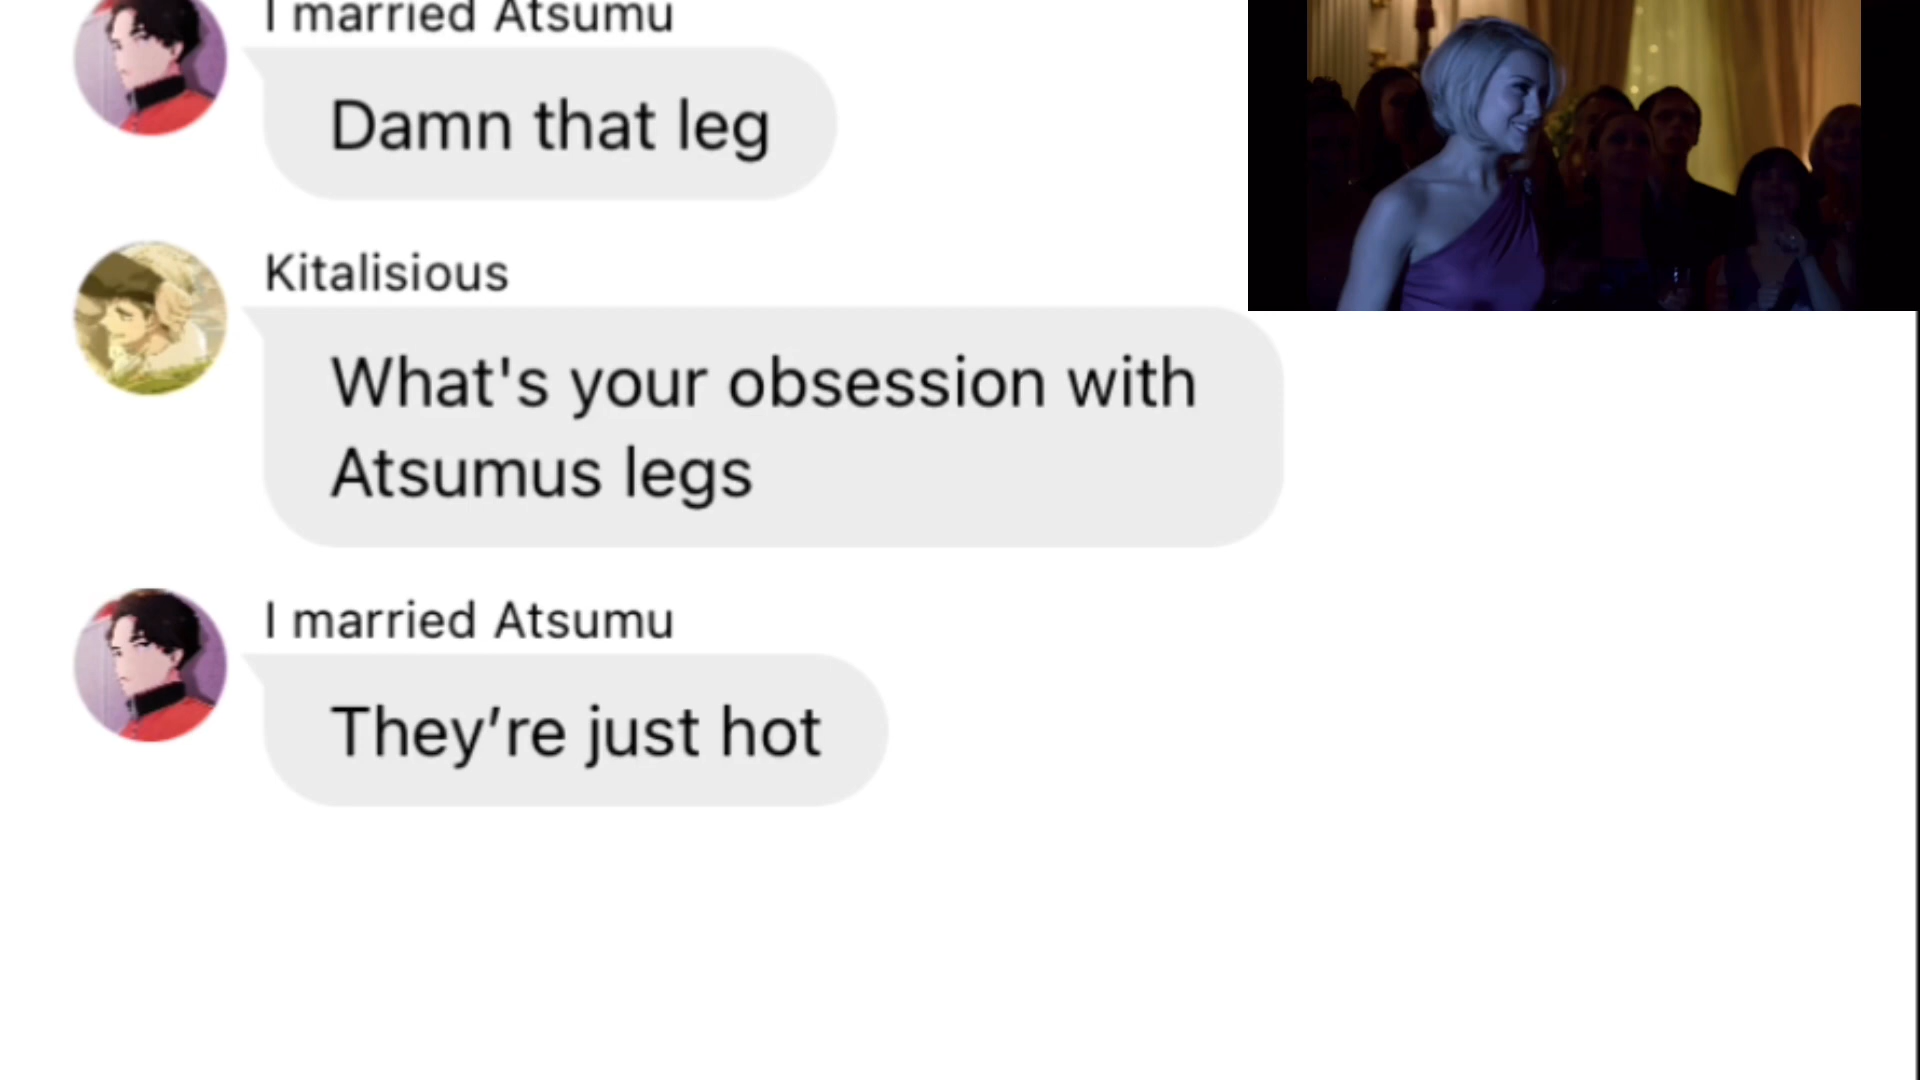 I married Atsumu
Damn that leg
Kitalisious
What's your obsession with
Atsumus legs
I married Atsumu
They’re just hot